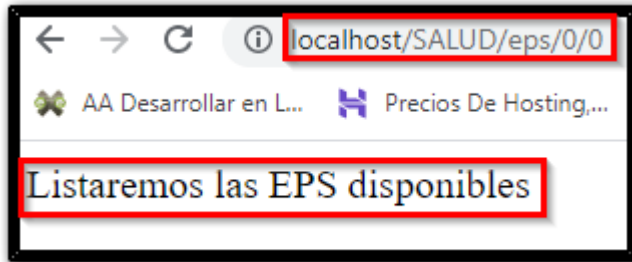 localhost/SALUD/eps/0/0
AA Desarrollar en L... Precios De Hosting,...
Listaremos las EPS disponibles